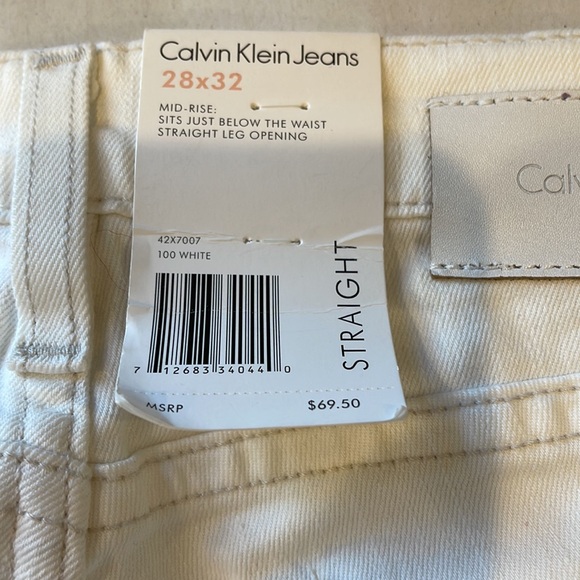 Calvin Klein Jeans
28x32
MID-RISE:
SITS JUST BELOW THE WAIST
STRAIGHT LEG OPENING
42X7007
100 WHITE
STRAIGHT
7 12683 34044 0
MSRP $69.50
Calv